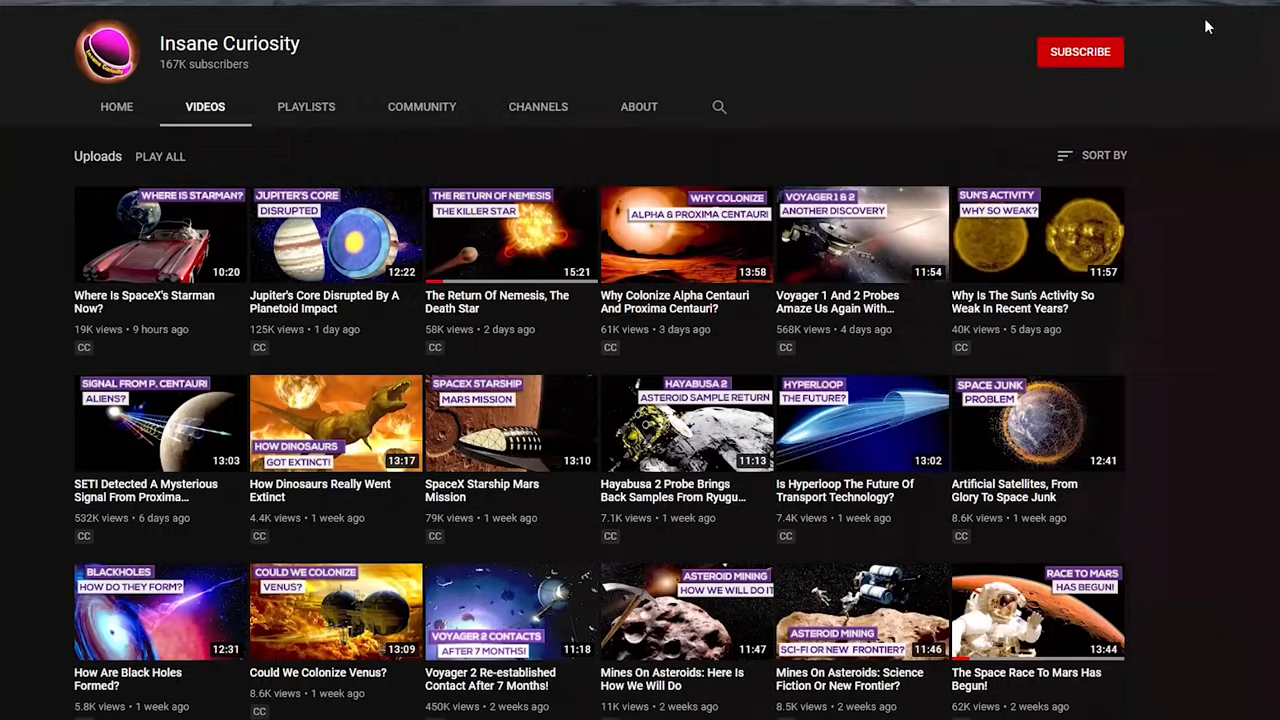 Insane Curiosity
167K subscribers
SUBSCRIBE
HOME
VIDEOS
PLAYLISTS
COMMUNITY
CHANNELS
ABOUT
Uploads
PLAY ALL
SORT BY
WHERE IS STARMAN?
10:20
JUPITER'S CORE
DISRUPTED
12:22
THE RETURN OF NEMESIS
THE KILLER STAR
15:21
WHY COLONIZE
ALPHA & PROXIMA CENTAURI
13:58
VOYAGER 1 & 2
ANOTHER DISCOVERY
11:54
SUN'S ACTIVITY
WHY SO WEAK?
11:57
Where Is SpaceX's Starman
Now?
19K views • 9 hours ago
CC
Jupiter's Core Disrupted By A
Planetoid Impact
125K views • 1 day ago
CC
The Return Of Nemesis, The
Death Star
58K views • 2 days ago
CC
Why Colonize Alpha Centauri
And Proxima Centauri?
61K views • 3 days ago
CC
Voyager 1 And 2 Probes
Amaze Us Again With...
568K views • 4 days ago
CC
Why Is The Sun's Activity So
Weak In Recent Years?
40K views • 5 days ago
CC
SIGNAL FROM P. CENTAURI
ALIENS?
13:03
HOW DINOSAURS
GOT EXTINCT!
13:17
SPACEX STARSHIP
MARS MISSION
13:10
HAYABUSA 2
ASTEROID SAMPLE RETURN
11:13
HYPERLOOP
THE FUTURE?
13:02
SPACE JUNK
PROBLEM
12:41
SETI Detected A Mysterious
Signal From Proxima...
532K views • 6 days ago
CC
How Dinosaurs Really Went
Extinct
4.4K views • 1 week ago
CC
SpaceX Starship Mars
Mission
79K views • 1 week ago
CC
Hayabusa 2 Probe Brings
Back Samples From Ryugu...
7.1K views • 1 week ago
CC
Is Hyperloop The Future Of
Transport Technology?
7.4K views • 1 week ago
CC
Artificial Satellites, From
Glory To Space Junk
8.6K views • 1 week ago
CC
BLACKHOLES
HOW DO THEY FORM?
12:31
COULD WE COLONIZE
VENUS?
13:09
VOYAGER 2 CONTACTS
AFTER 7 MONTHS!
11:18
ASTEROID MINING
HOW WE WILL DO IT
11:47
ASTEROID MINING
SCI-FI OR NEW FRONTIER?
11:46
RACE TO MARS
HAS BEGUN!
13:44
How Are Black Holes
Formed?
5.8K views • 1 week ago
Could We Colonize Venus?
8.6K views • 1 week ago
CC
Voyager 2 Re-established
Contact After 7 Months!
450K views • 2 weeks ago
Mines On Asteroids: Here Is
How We Will Do
11K views • 2 weeks ago
Mines On Asteroids: Science
Fiction Or New Frontier?
8.5K views • 2 weeks ago
The Space Race To Mars Has
Begun!
62K views • 2 weeks ago